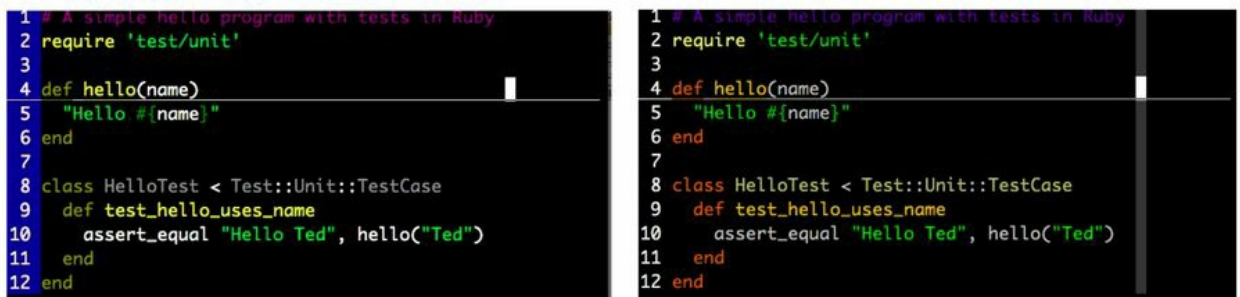 1 # A simple hello program with tests in Ruby
2 require 'test/unit'
3
4 def hello(name)
5   "Hello #{name}"
6 end
7
8 class HelloTest < Test::Unit::TestCase
9   def test_hello_uses_name
10     assert_equal "Hello Ted", hello("Ted")
11   end
12 end
1 # A simple hello program with tests in Ruby
2 require 'test/unit'
3
4 def hello(name)
5   "Hello #{name}"
6 end
7
8 class HelloTest < Test::Unit::TestCase
9   def test_hello_uses_name
10     assert_equal "Hello Ted", hello("Ted")
11   end
12 end